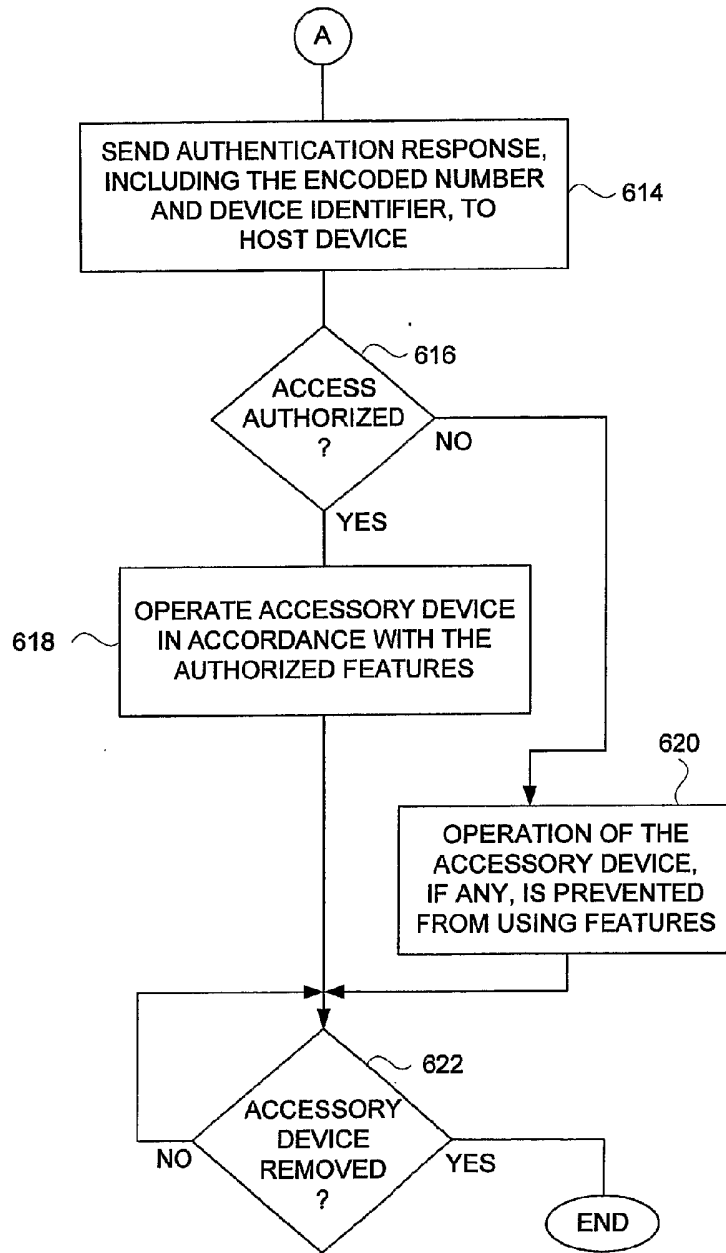 A
SEND AUTHENTICATION RESPONSE,
INCLUDING THE ENCODED NUMBER
AND DEVICE IDENTIFIER, TO
HOST DEVICE
614
616
ACCESS
AUTHORIZED
?
NO
YES
OPERATE ACCESSORY DEVICE
IN ACCORDANCE WITH THE
AUTHORIZED FEATURES
618
620
OPERATION OF THE
ACCESSORY DEVICE,
IF ANY, IS PREVENTED
FROM USING FEATURES
622
ACCESSORY
DEVICE
REMOVED
?
NO
YES
END